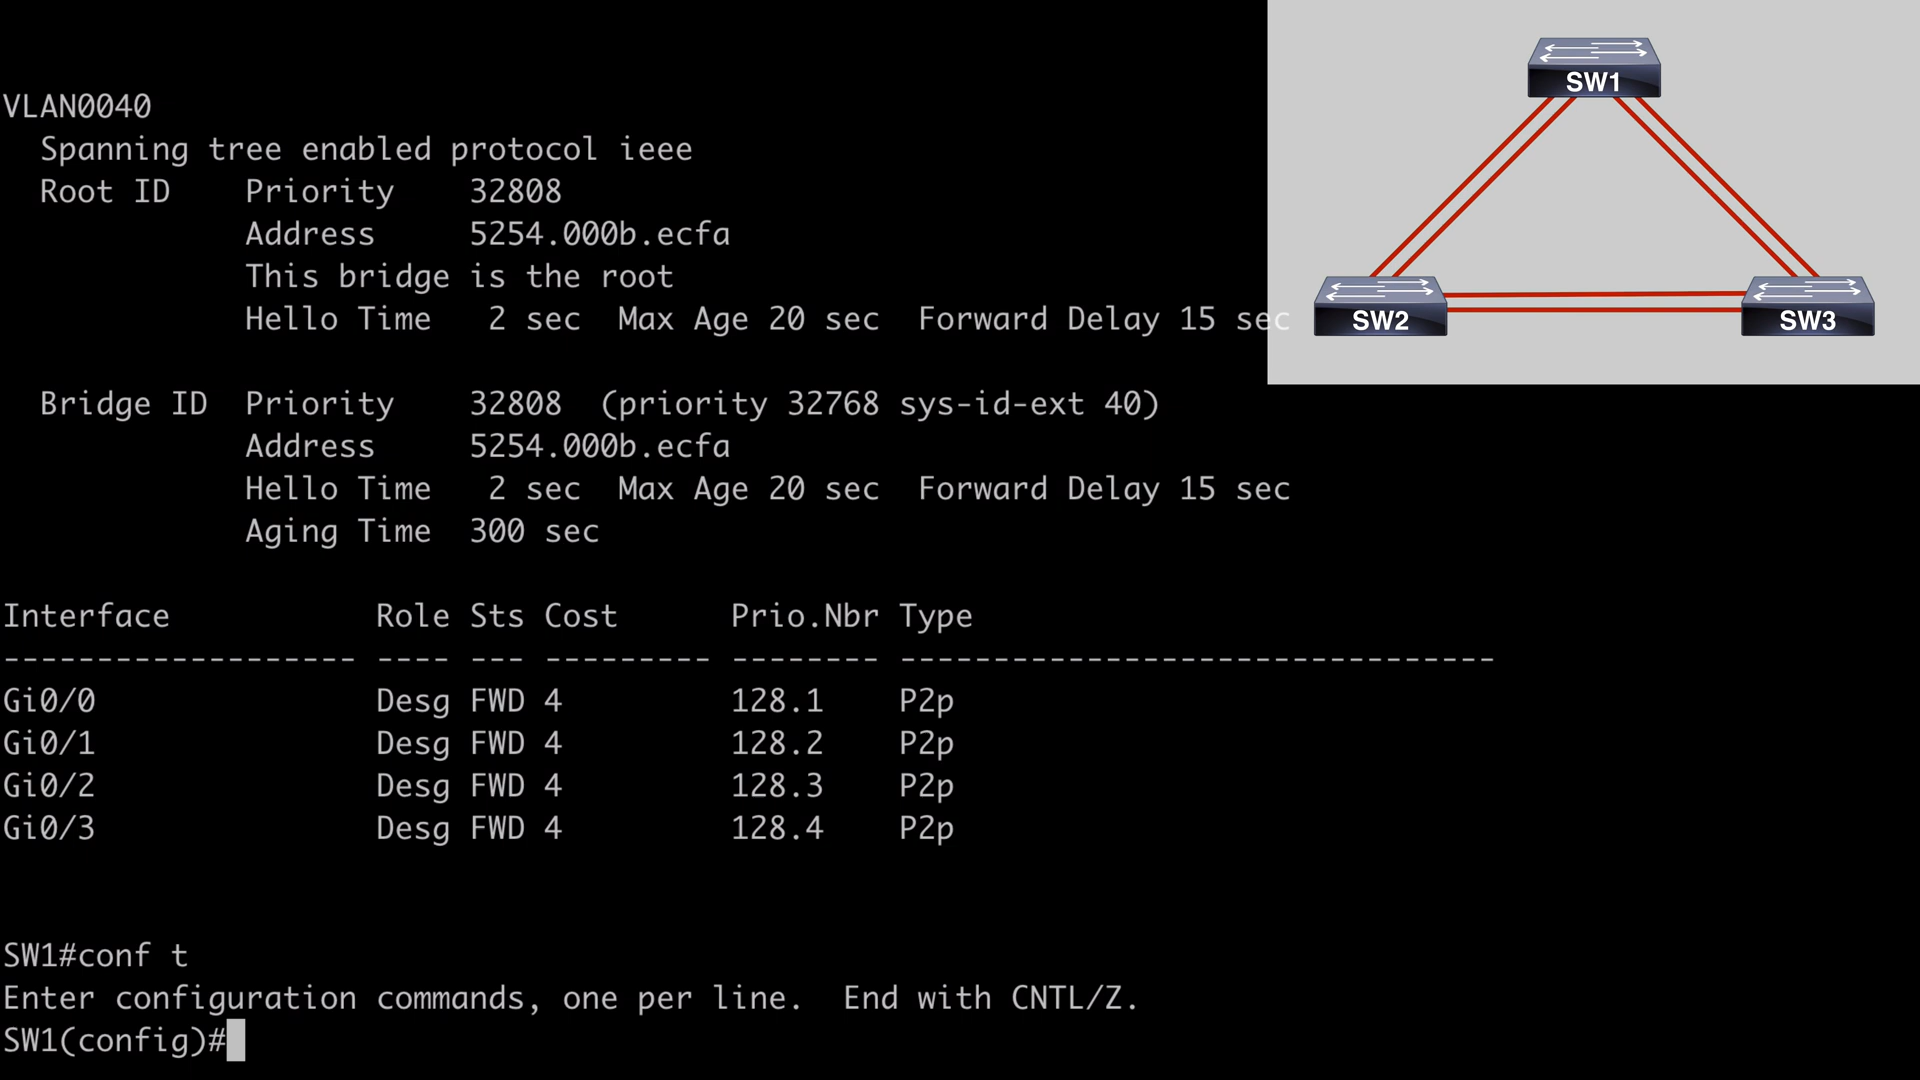 VLAN0040
Spanning tree enabled protocol ieee
Root ID    Priority    32808
Address     5254.000b.ecfa
This bridge is the root
Hello Time   2 sec  Max Age 20 sec  Forward Delay 15 sec
Bridge ID  Priority    32808  (priority 32768 sys-id-ext 40)
Address     5254.000b.ecfa
Hello Time   2 sec  Max Age 20 sec  Forward Delay 15 sec
Aging Time  300 sec
Interface           Role Sts Cost      Prio.Nbr Type
------------------- ---- --- --------- -------- --------------------------------
Gi0/0               Desg FWD 4         128.1    P2p
Gi0/1               Desg FWD 4         128.2    P2p
Gi0/2               Desg FWD 4         128.3    P2p
Gi0/3               Desg FWD 4         128.4    P2p
SW1#conf t
Enter configuration commands, one per line.  End with CNTL/Z.
SW1(config)#
SW1
SW2
SW3